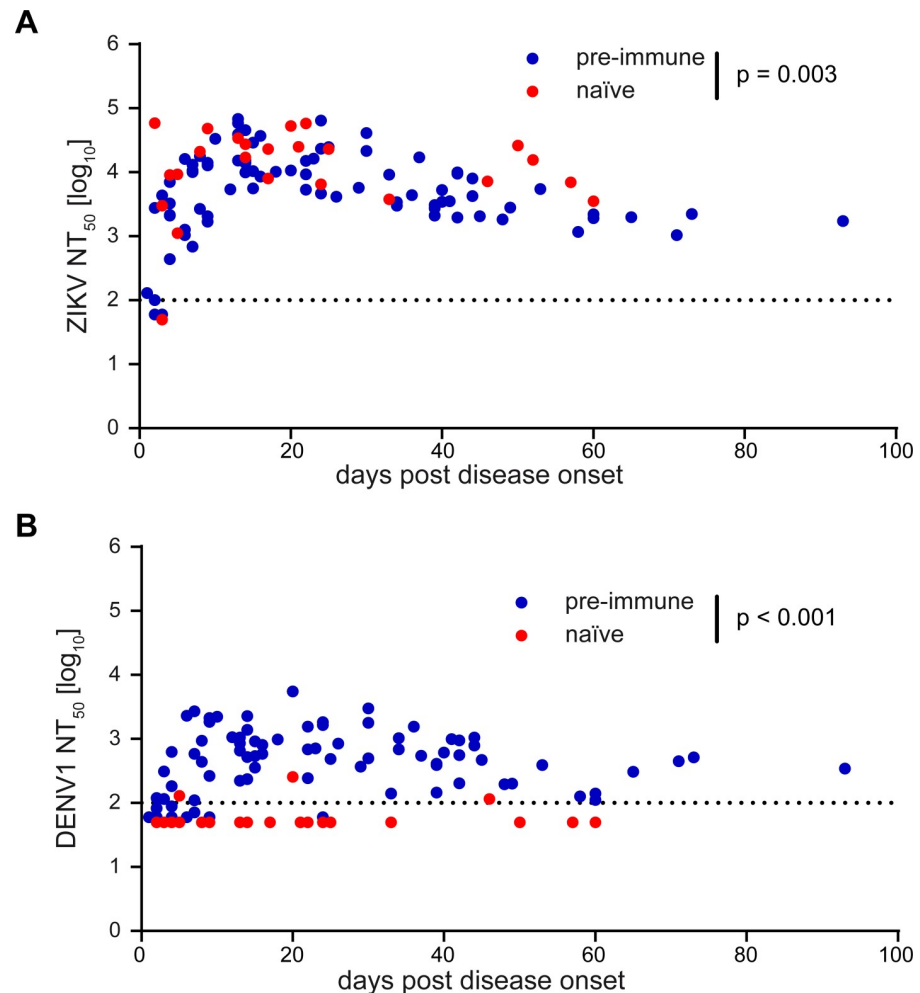 A
6
5
4
3
2
1
0
ZIKV NT50 [log10]
pre-immune
naïve
p = 0.003
0 20 40 60 80 100
days post disease onset
B
6
5
4
3
2
1
0
DENV1 NT50 [log10]
pre-immune
naïve
p < 0.001
0 20 40 60 80 100
days post disease onset